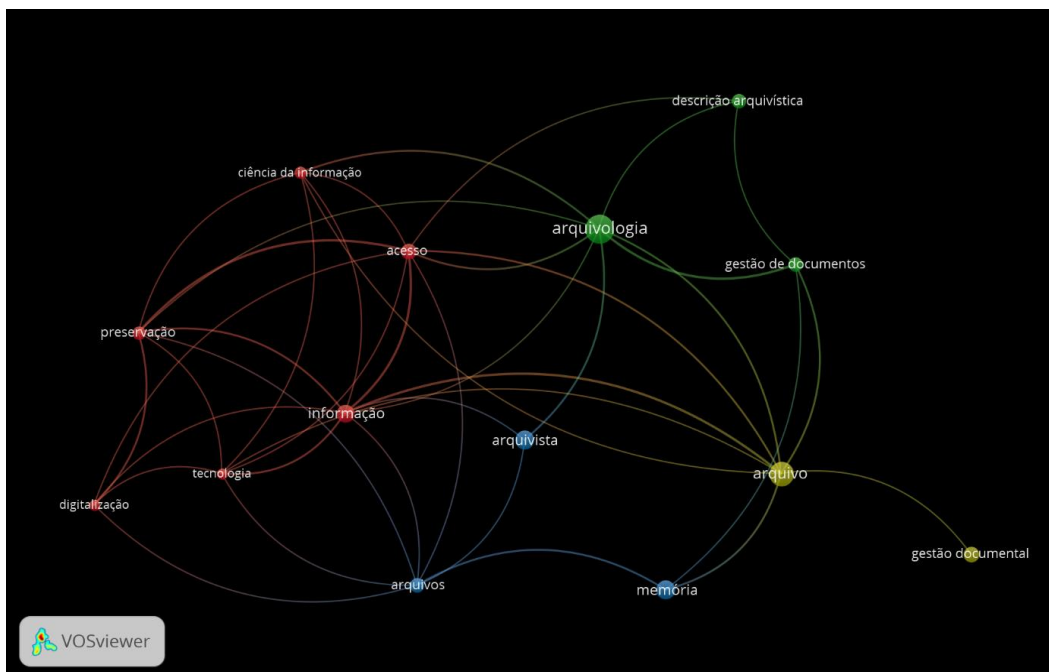 descrição arquivística
ciência da informação
arquivologia
acesso
gestão de documentos
preservação
informação
arquivista
tecnologia
arquivo
digitalização
gestão documental
arquivos
memória
VOSviewer